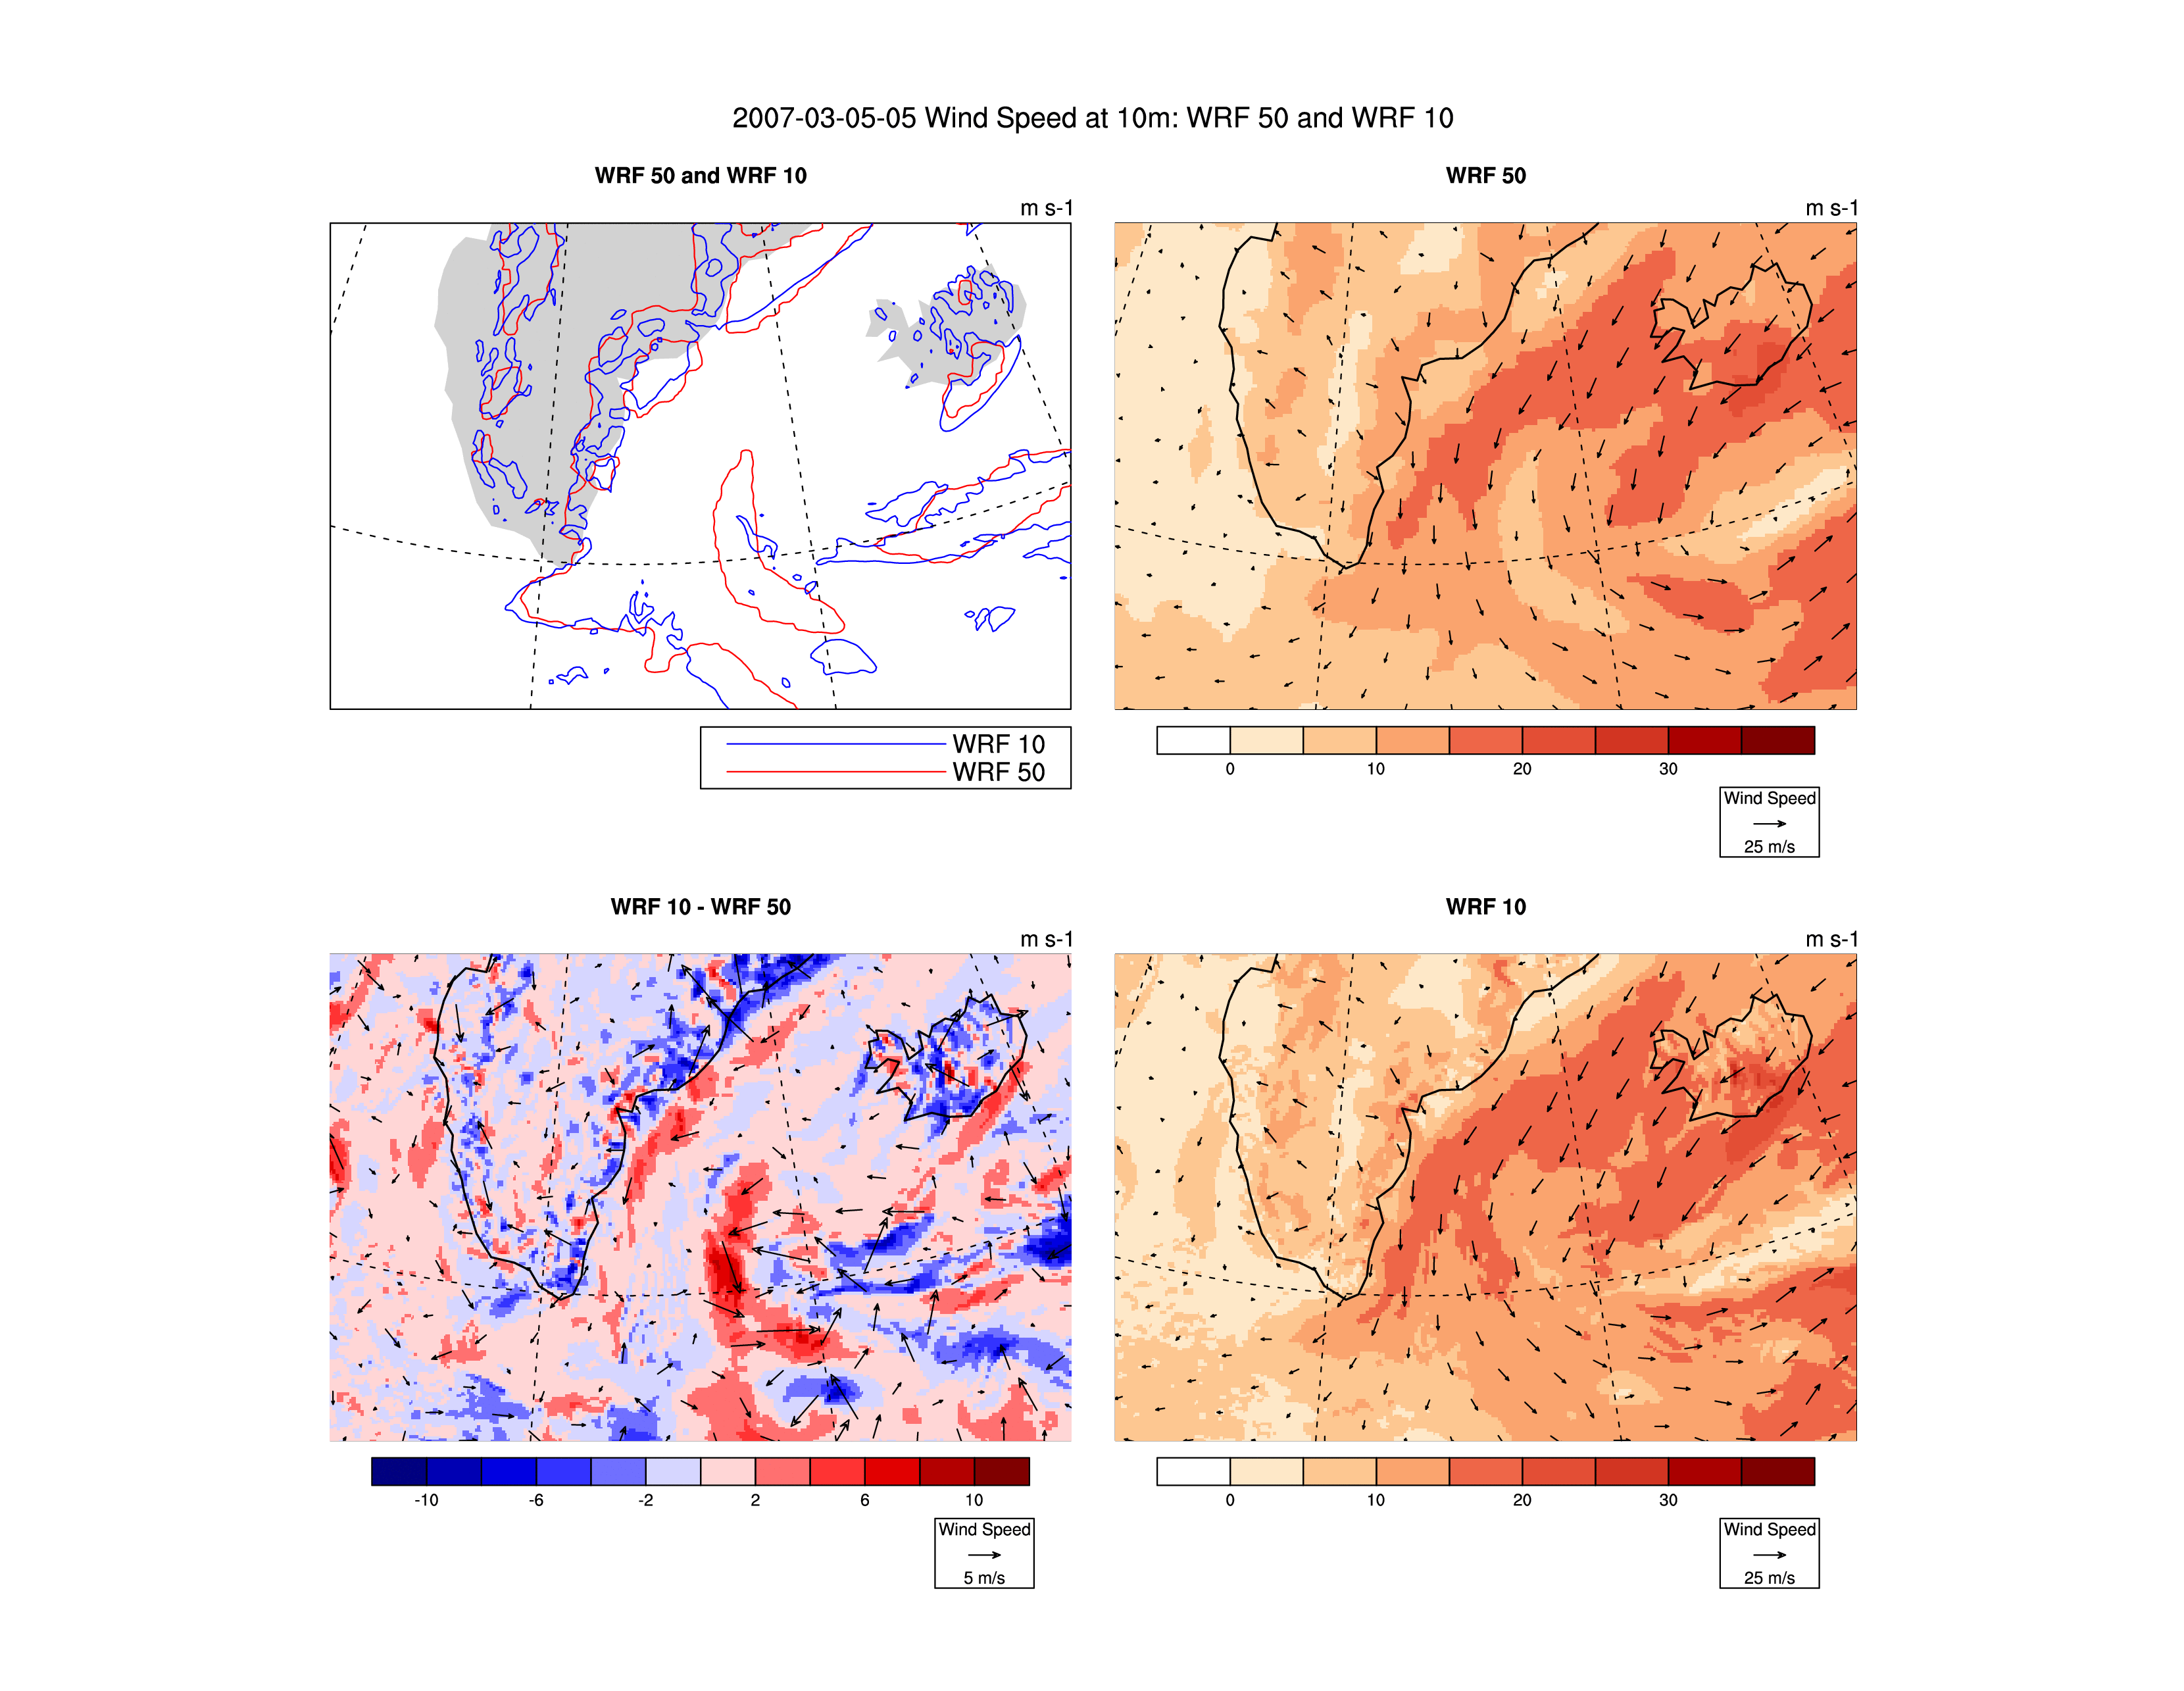 2007-03-05-05 Wind Speed at 10m: WRF 50 and WRF 10
WRF 50 and WRF 10
m s-1
WRF 10
WRF 50
WRF 50
m s-1
0 10 20 30
Wind Speed
25 m/s
WRF 10 - WRF 50
m s-1
-10 -6 -2 2 6 10
Wind Speed
5 m/s
WRF 10
m s-1
0 10 20 30
Wind Speed
25 m/s